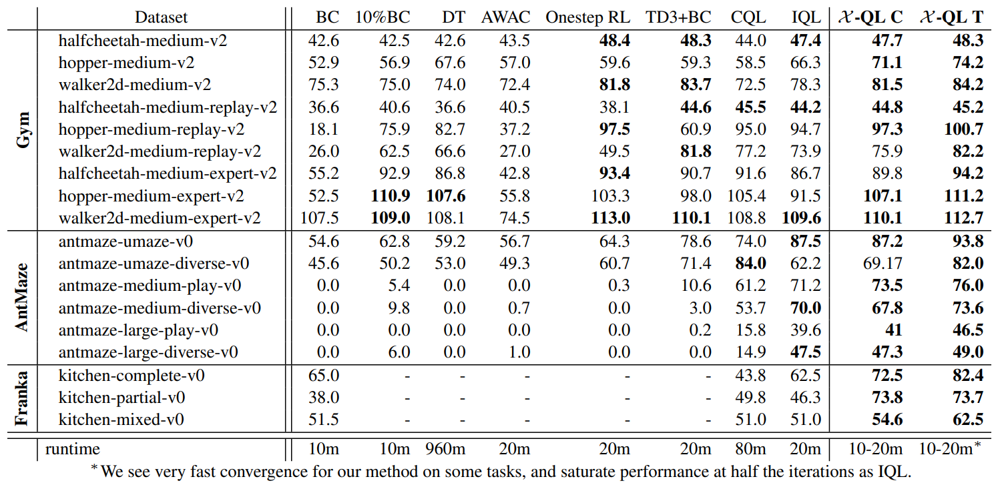 Dataset BC 10%BC DT AWAC Onestep RL TD3+BC CQL IQL 𝒳-QL C 𝒳-QL T
Gym
halfcheetah-medium-v2 42.6 42.5 42.6 43.5 48.4 48.3 44.0 47.4 47.7 48.3
hopper-medium-v2 52.9 56.9 67.6 57.0 59.6 59.3 58.5 66.3 71.1 74.2
walker2d-medium-v2 75.3 75.0 74.0 72.4 81.8 83.7 72.5 78.3 81.5 84.2
halfcheetah-medium-replay-v2 36.6 40.6 36.6 40.5 38.1 44.6 45.5 44.2 44.8 45.2
hopper-medium-replay-v2 18.1 75.9 82.7 37.2 97.5 60.9 95.0 94.7 97.3 100.7
walker2d-medium-replay-v2 26.0 62.5 66.6 27.0 49.5 81.8 77.2 73.9 75.9 82.2
halfcheetah-medium-expert-v2 55.2 92.9 86.8 42.8 93.4 90.7 91.6 86.7 89.8 94.2
hopper-medium-expert-v2 52.5 110.9 107.6 55.8 103.3 98.0 105.4 91.5 107.1 111.2
walker2d-medium-expert-v2 107.5 109.0 108.1 74.5 113.0 110.1 108.8 109.6 110.1 112.7
AntMaze
antmaze-umaze-v0 54.6 62.8 59.2 56.7 64.3 78.6 74.0 87.5 87.2 93.8
antmaze-umaze-diverse-v0 45.6 50.2 53.0 49.3 60.7 71.4 84.0 62.2 69.17 82.0
antmaze-medium-play-v0 0.0 5.4 0.0 0.0 0.3 10.6 61.2 71.2 73.5 76.0
antmaze-medium-diverse-v0 0.0 9.8 0.0 0.7 0.0 3.0 53.7 70.0 67.8 73.6
antmaze-large-play-v0 0.0 0.0 0.0 0.0 0.0 0.2 15.8 39.6 41 46.5
antmaze-large-diverse-v0 0.0 6.0 0.0 1.0 0.0 0.0 14.9 47.5 47.3 49.0
Franka
kitchen-complete-v0 65.0 - - - - - 43.8 62.5 72.5 82.4
kitchen-partial-v0 38.0 - - - - - 49.8 46.3 73.8 73.7
kitchen-mixed-v0 51.5 - - - - - 51.0 51.0 54.6 62.5
runtime 10m 10m 960m 20m 20m 20m 80m 20m 10-20m 10-20m*
*We see very fast convergence for our method on some tasks, and saturate performance at half the iterations as IQL.